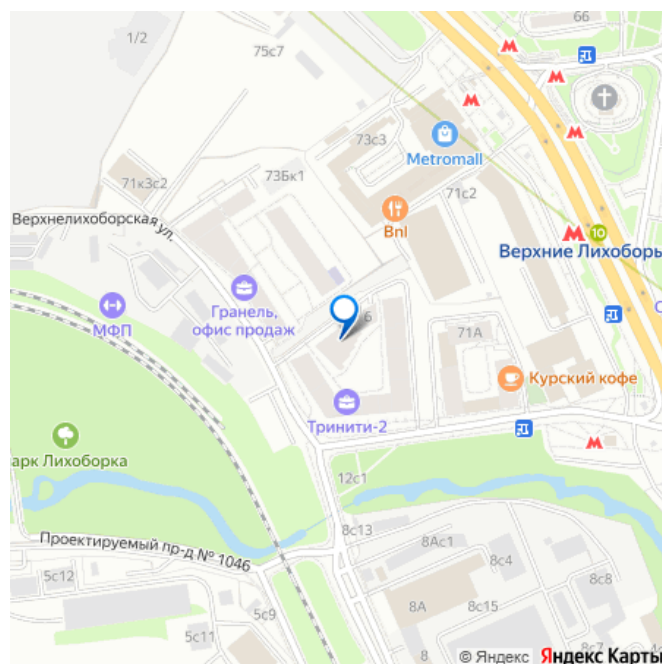 66
1/2
75с7
73с3
Metromall
71к3с2
73Бк1
71с2
Верхнелихоборская ул.
Bnl
10
Верхние Лихоборы
Гранель,
офис продаж
МФП
6
71А
Курский кофе
Тринити-2
арк Лихоборка
12с1
8с13
Проектируемый пр-д № 1046
8Ас1
8с4
5с12
8с8
8А
8с15
5с9
5с11
8
8с7
© Яндекс Яндекс Карты